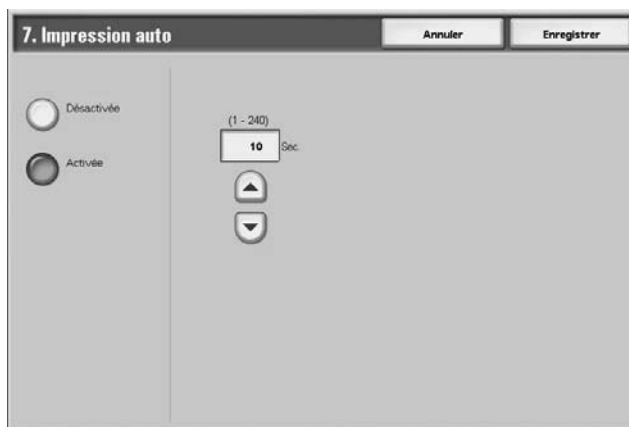 7. Impression auto
Annuler
Enregistrer
Désactivée
Activée
(1 - 240)
10 Sec.